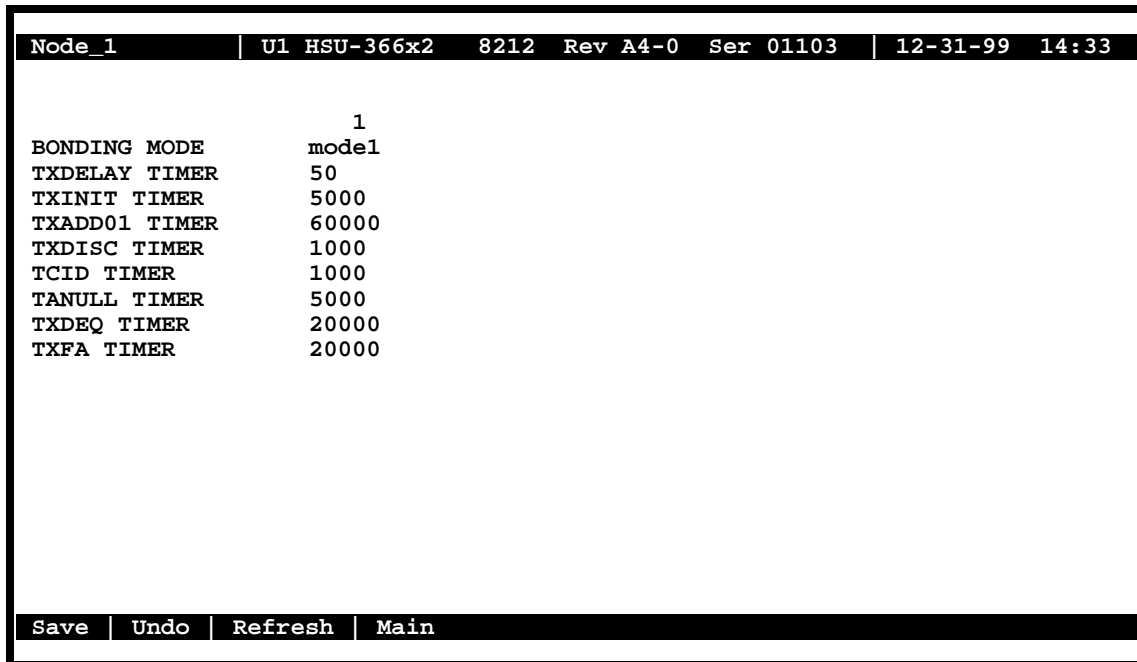 Node_1 | U1 HSU-366x2 8212 Rev A4-0 Ser 01103 | 12-31-99 14:33
1
BONDING MODE mode1
TXDELAY TIMER 50
TXINIT TIMER 5000
TXADD01 TIMER 60000
TXDISC TIMER 1000
TCID TIMER 1000
TANULL TIMER 5000
TXDEQ TIMER 20000
TXFA TIMER 20000
Save | Undo | Refresh | Main